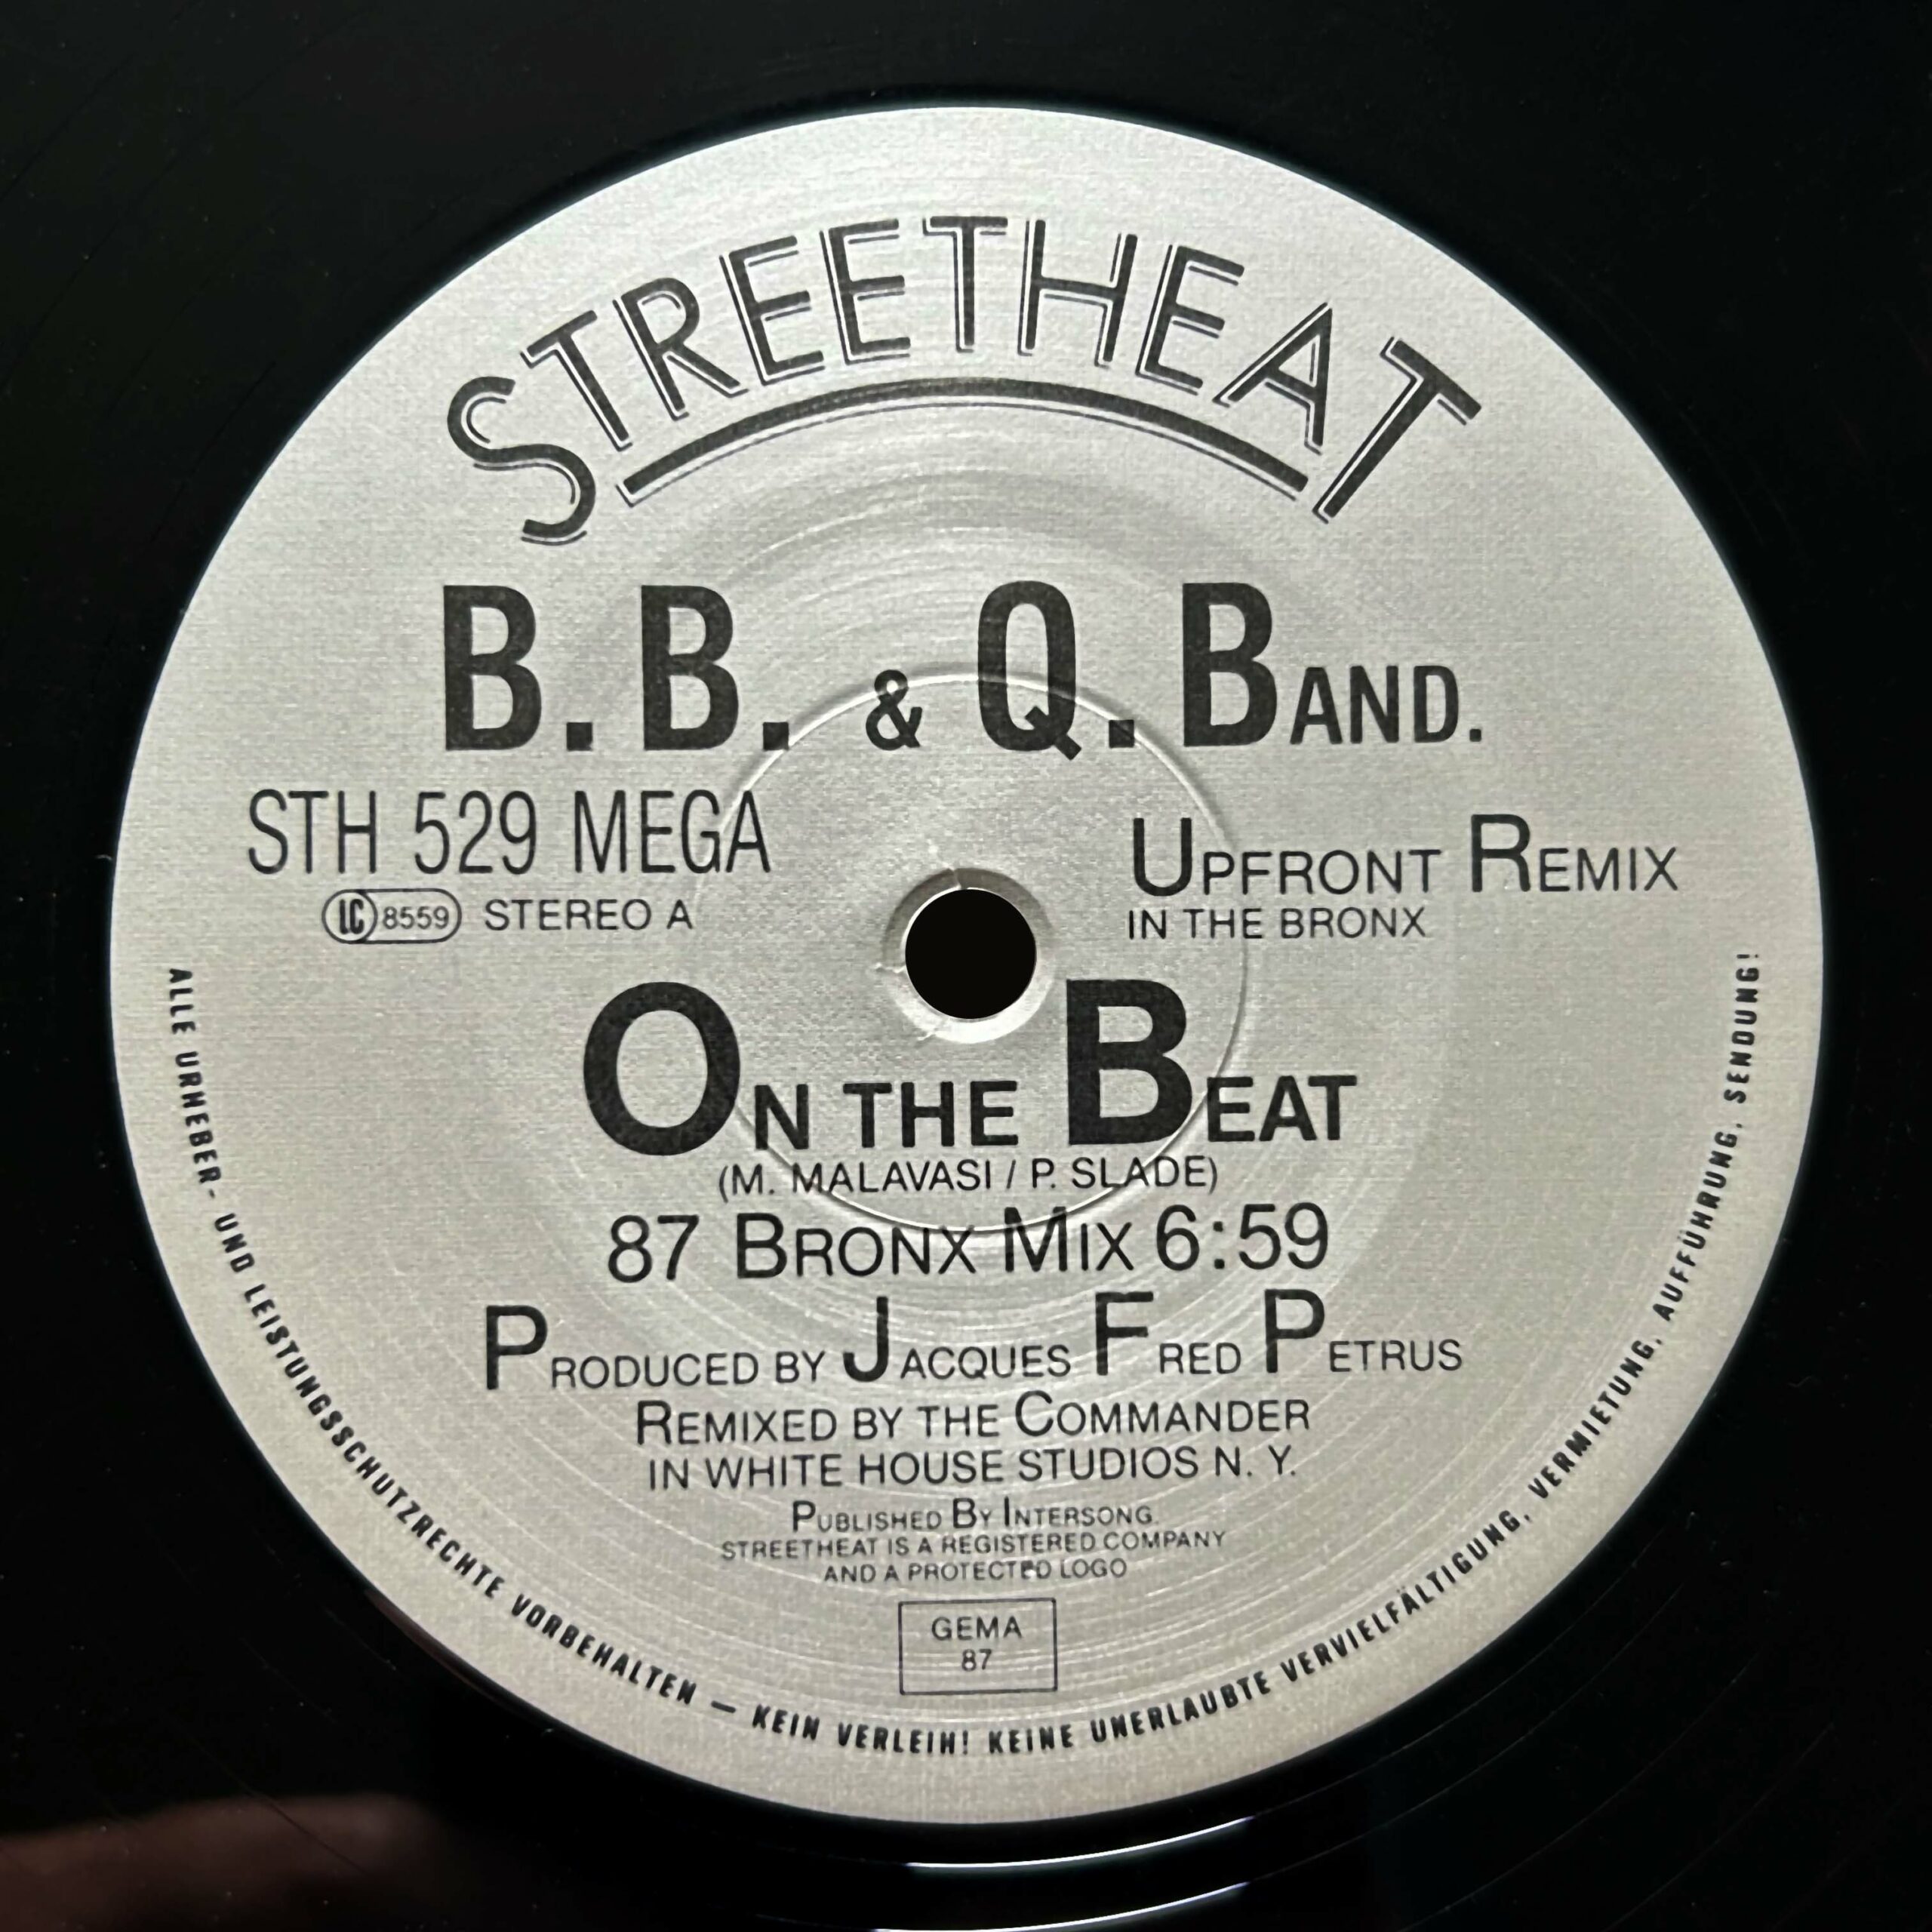 STREETHEAT
B.B. & Q. BAND.
STH 529 MEGA
LC 8559 STEREO A
UPFRONT REMIX
IN THE BRONX
ON THE BEAT
(M. MALAVASI / P. SLADE)
87 BRONX MIX 6:59
PRODUCED BY JACQUES FRED PETRUS
REMIXED BY THE COMMANDER
IN WHITE HOUSE STUDIOS N. Y.
PUBLISHED BY INTERSONG.
STREETHEAT IS A REGISTERED COMPANY
AND A PROTECTED LOGO
GEMA
87
ALLE URHEBER- UND LEISTUNGSSCHUTZRECHTE VORBEHALTEN — KEIN VERLEIH! KEINE UNERLAUBTE VERVIELFÄLTIGUNG, VERMIETUNG, AUFFÜHRUNG, SENDUNG!